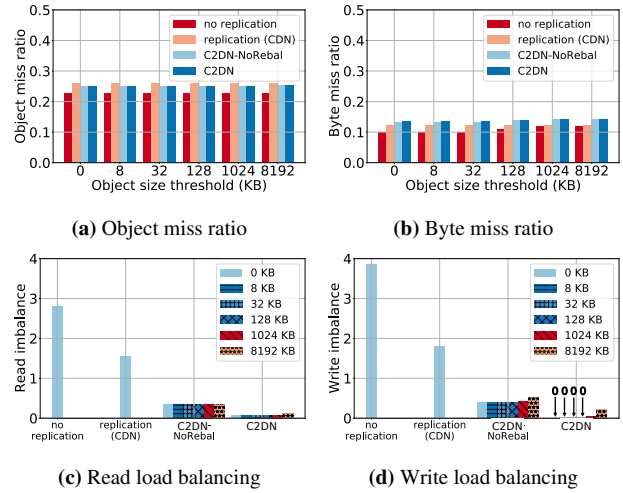 0.5
0.4
0.3
0.2
0.1
0.0
Object miss ratio
no replication
replication (CDN)
C2DN-NoRebal
C2DN
0 8 32 128 1024 8192
Object size threshold (KB)
(a) Object miss ratio
0.5
0.4
0.3
0.2
0.1
0.0
Byte miss ratio
no replication
replication (CDN)
C2DN-NoRebal
C2DN
0 8 32 128 1024 8192
Object size threshold (KB)
(b) Byte miss ratio
4
3
2
1
0
Read imbalance
0 KB
8 KB
32 KB
128 KB
1024 KB
8192 KB
no
replication
replication
(CDN)
C2DN-
NoRebal
C2DN
(c) Read load balancing
4
3
2
1
0
Write imbalance
0 KB
8 KB
32 KB
128 KB
1024 KB
8192 KB
0 0 0 0
no
replication
replication
(CDN)
C2DN-
NoRebal
C2DN
(d) Write load balancing